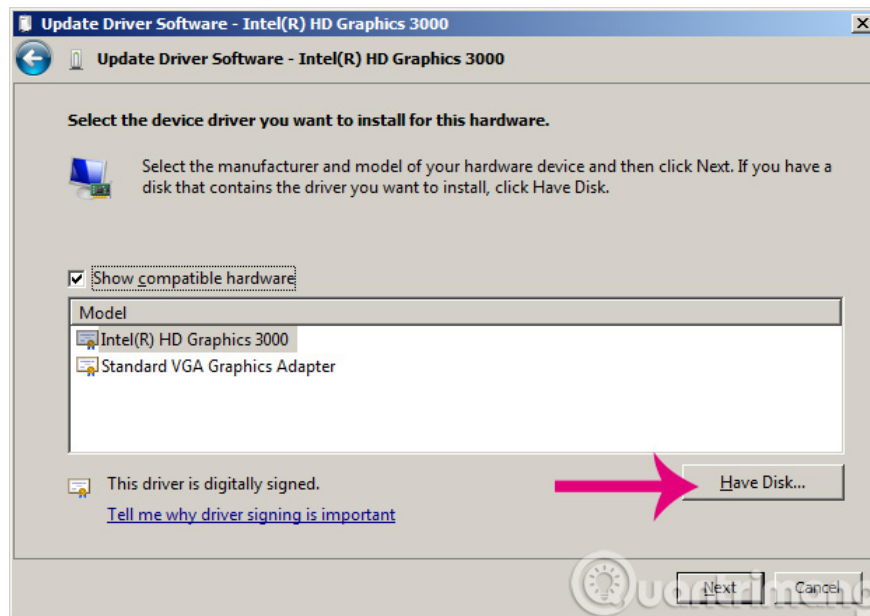 Update Driver Software - Intel(R) HD Graphics 3000
Update Driver Software - Intel(R) HD Graphics 3000
Select the device driver you want to install for this hardware.
Select the manufacturer and model of your hardware device and then click Next. If you have a
disk that contains the driver you want to install, click Have Disk.
Show compatible hardware
Model
Intel(R) HD Graphics 3000
Standard VGA Graphics Adapter
This driver is digitally signed.
Have Disk...
Tell me why driver signing is important
Next Cancel
Quantrimang